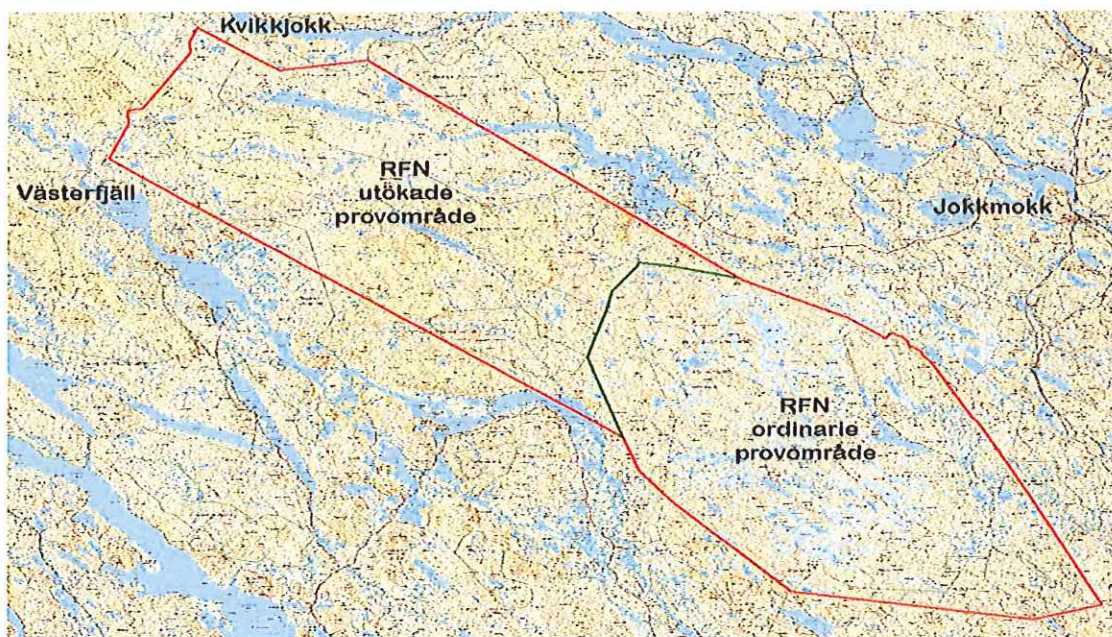 Kvikkjokk
RFN
utökade
provområde
Västerfjäll
Jokkmokk
RFN
ordinarie
provområde